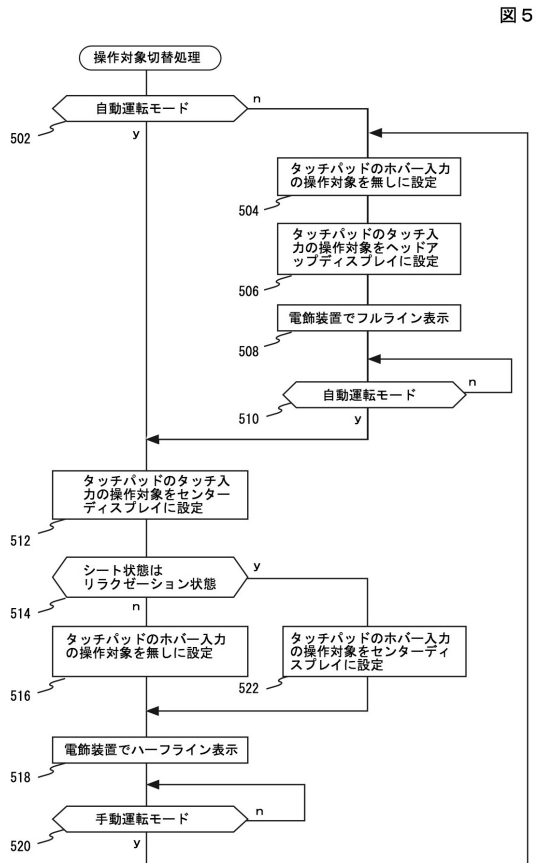 図5
操作対象切替処理
自動運転モード
n
502
y
タッチパッドのホバー入力
の操作対象を無しに設定
504
タッチパッドのタッチ入
力の操作対象をヘッドア
ップディスプレイに設定
506
電飾装置でフルライン表示
508
自動運転モード
n
510
y
タッチパッドのタッチ入
力の操作対象をセンター
ディスプレイに設定
512
シート状態は
リラクゼーション状態
y
514
n
タッチパッドのホバー入力
の操作対象を無しに設定
516
タッチパッドのホバー入力
の操作対象をセンターディ
スプレイに設定
522
電飾装置でハーフライン表示
518
手動運転モード
n
520
y